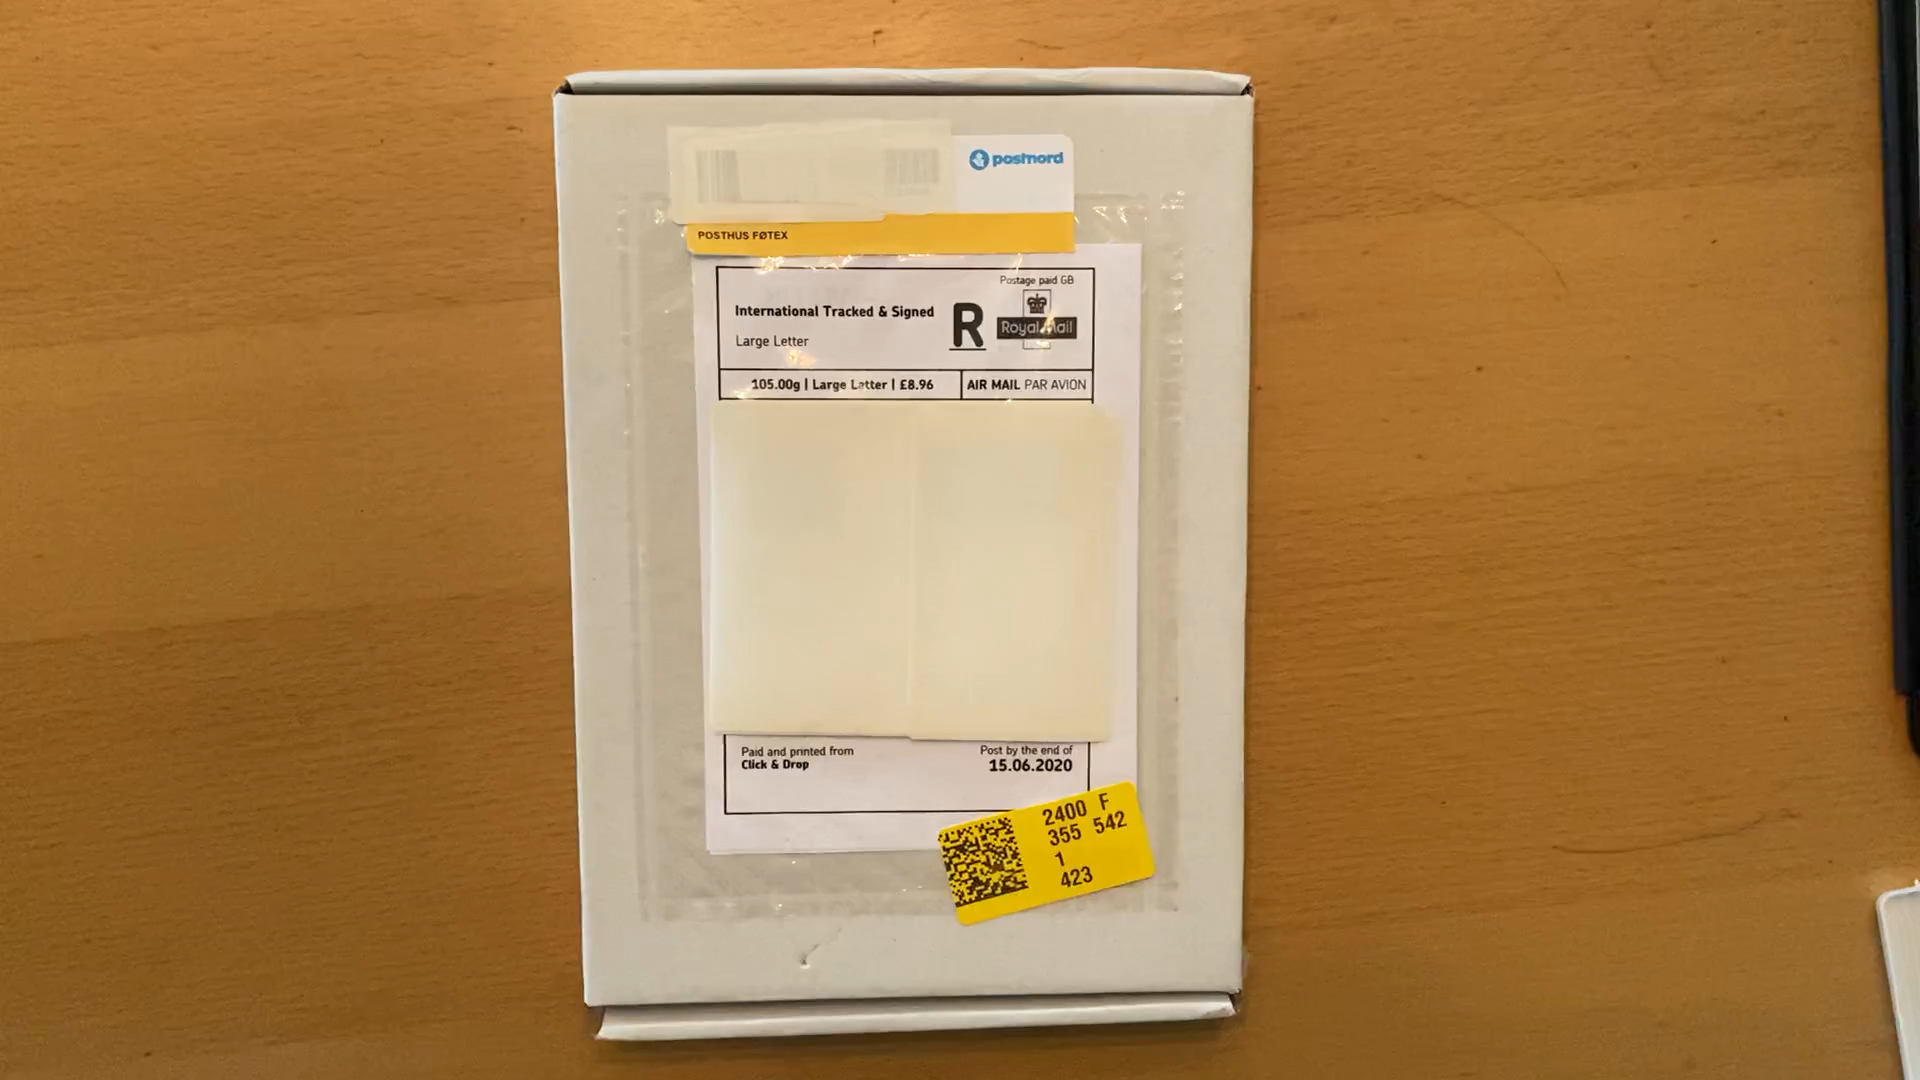 postnord
POSTHUS FØTEX
Postage paid GB
International Tracked & Signed
R
Royal Mail
Large Letter
105.00g | Large Letter | £8.96
AIR MAIL PAR AVION
Paid and printed from
Click & Drop
Post by the end of
15.06.2020
2400 F
355 542
1
423